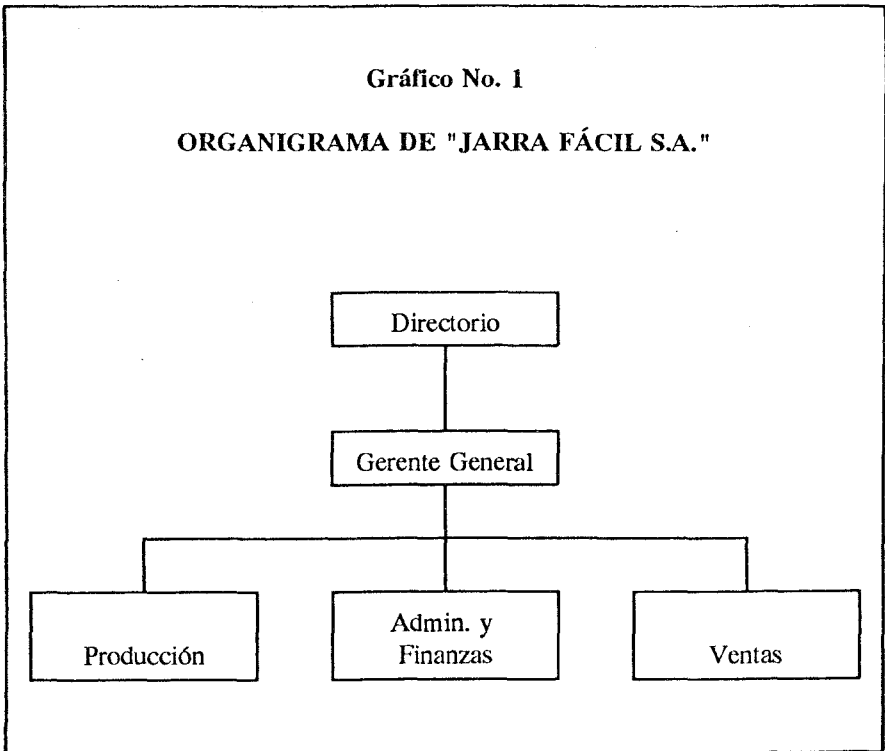 Gráfico No. 1
ORGANIGRAMA DE "JARRA FÁCIL S.A."
Directorio
Gerente General
Producción
Admin. y
Finanzas
Ventas